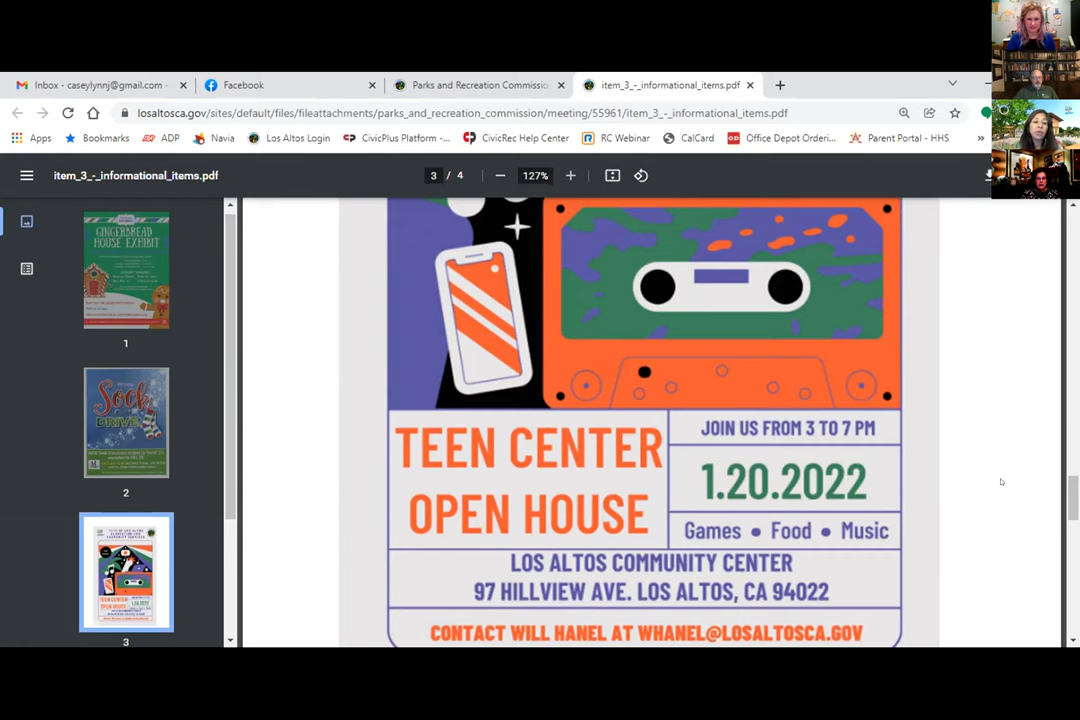 Inbox - caseylynnj@gmail.com -
Facebook
Parks and Recreation Commissio
item_3_-_informational_items.pdf
losaltosca.gov/sites/default/files/fileattachments/parks_and_recreation_commission/meeting/55961/item_3_-_informational_items.pdf
Apps
Bookmarks
ADP
Navia
Los Altos Login
CivicPlus Platform -...
CivicRec Help Center
RC Webinar
CalCard
Office Depot Orderi...
Parent Portal - HHS
»
item_3_-_informational_items.pdf
3 / 4
127%
GINGERBREAD
HOUSE EXHIBIT
1
Sock
DRIVE
2
TEEN CENTER
OPEN HOUSE
3
TEEN CENTER
OPEN HOUSE
JOIN US FROM 3 TO 7 PM
1.20.2022
Games • Food • Music
LOS ALTOS COMMUNITY CENTER
97 HILLVIEW AVE. LOS ALTOS, CA 94022
CONTACT WILL HANEL AT WHANEL@LOSALTOSCA.GOV